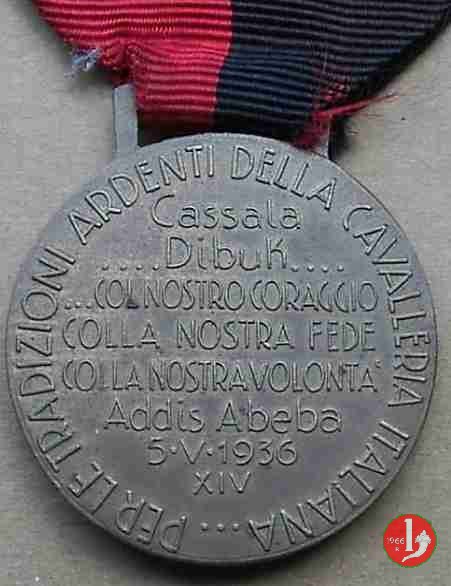 PER LE TRADIZIONI ARDENTI DELLA CAVALLERIA ITALIANA...
Cassala
....Dibuk....
...COL NOSTRO CORAGGIO
COLLA NOSTRA FEDE
COLLA NOSTRA VOLONTA'
Addis Abeba
5·V·1936
XIV
1966
R